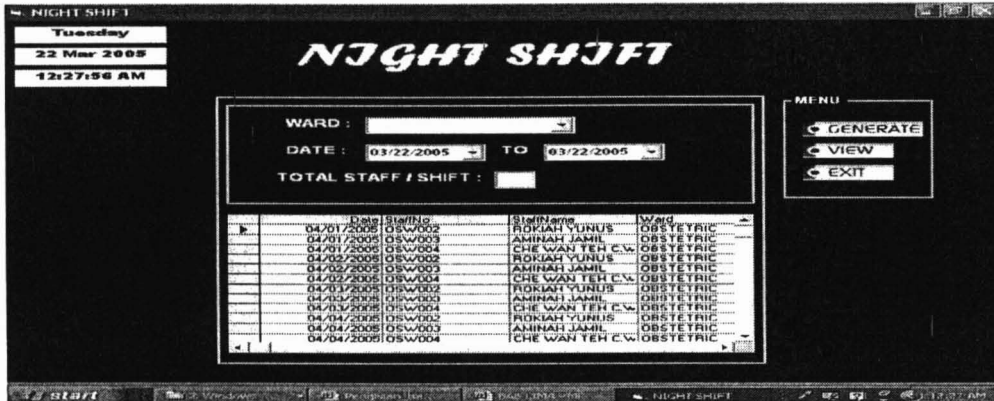 NIGHT SHIFT
Tuesday
22 Mar 2005
12:27:56 AM
NIGHT SHIFT
WARD :
DATE : 03/22/2005 TO 03/22/2005
TOTAL STAFF / SHIFT :
MENU
GENERATE
VIEW
EXIT
Date StaffNo StaffName Ward
04/01/2005 OSW002 ROKIAH YUNUS OBSTETRIC
04/01/2005 OSW003 AMINAH JAMIL OBSTETRIC
04/01/2005 OSW004 CHE WAN TEH C.W OBSTETRIC
04/02/2005 OSW002 ROKIAH YUNUS OBSTETRIC
04/02/2005 OSW003 AMINAH JAMIL OBSTETRIC
04/02/2005 OSW004 CHE WAN TEH C.W OBSTETRIC
04/03/2005 OSW002 ROKIAH YUNUS OBSTETRIC
04/03/2005 OSW003 AMINAH JAMIL OBSTETRIC
04/03/2005 OSW004 CHE WAN TEH C.W OBSTETRIC
04/04/2005 OSW002 ROKIAH YUNUS OBSTETRIC
04/04/2005 OSW003 AMINAH JAMIL OBSTETRIC
04/04/2005 OSW004 CHE WAN TEH C.W OBSTETRIC
start 2 Windows NIGHT SHIFT AM